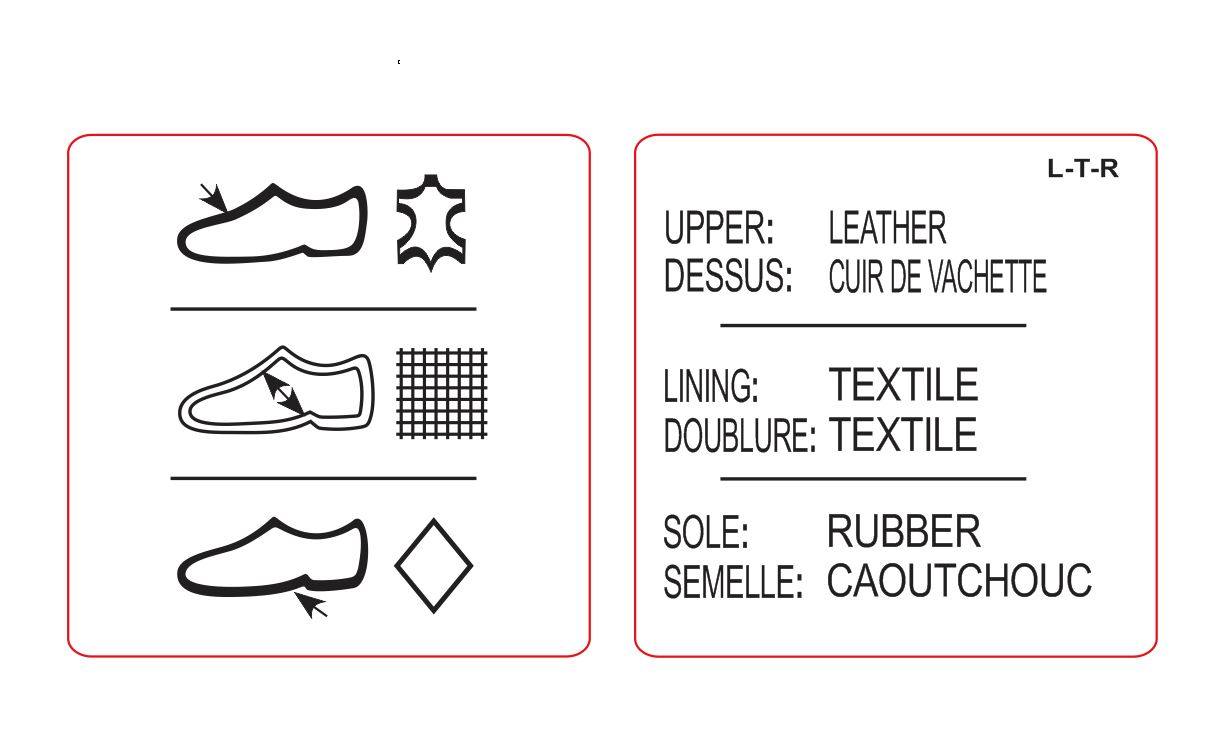 L-T-R
UPPER: LEATHER
DESSUS: CUIR DE VACHETTE
LINING: TEXTILE
DOUBLURE: TEXTILE
SOLE: RUBBER
SEMELLE: CAOUTCHOUC